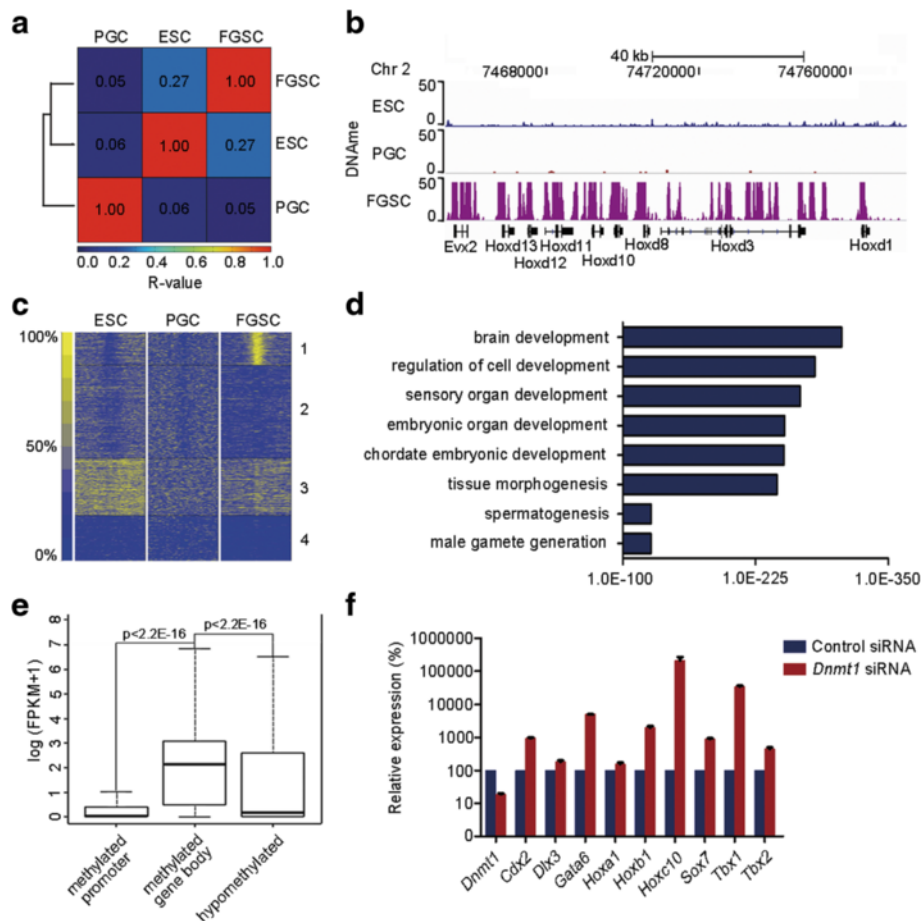 a
PGC ESC FGSC
0.05 0.27 1.00 FGSC
0.06 1.00 0.27 ESC
1.00 0.06 0.05 PGC
0.0 0.2 0.4 0.6 0.8 1
R-value
b
40 kb
Chr 2 7468000 74720000 74760000
DNAme
ESC 50 0
PGC 50 0
FGSC 50 0
Evx2 Hoxd13 Hoxd11 Hoxd8 Hoxd3 Hoxd1
Hoxd12 Hoxd10
c
ESC PGC FGSC
100%
50%
0%
1
2
3
4
d
brain development
regulation of cell development
sensory organ development
embryonic organ development
chordate embryonic development
tissue morphogenesis
spermatogenesis
male gamete generation
1.0E-100 1.0E-225 1.0E-350
e
p<2.2E-16 p<2.2E-16
log (FPKM+1)
8
7
6
5
4
3
2
1
0
methylated promoter
methylated gene body
hypomethylated
f
Relative expression (%)
1000000
100000
10000
1000
100
10
0
Control siRNA
Dnmt1 siRNA
Dnmt1 Cdx2 Dlx3 Gata6 Hoxa1 Hoxb1 Hoxc10 Sox7 Tbx1 Tbx2